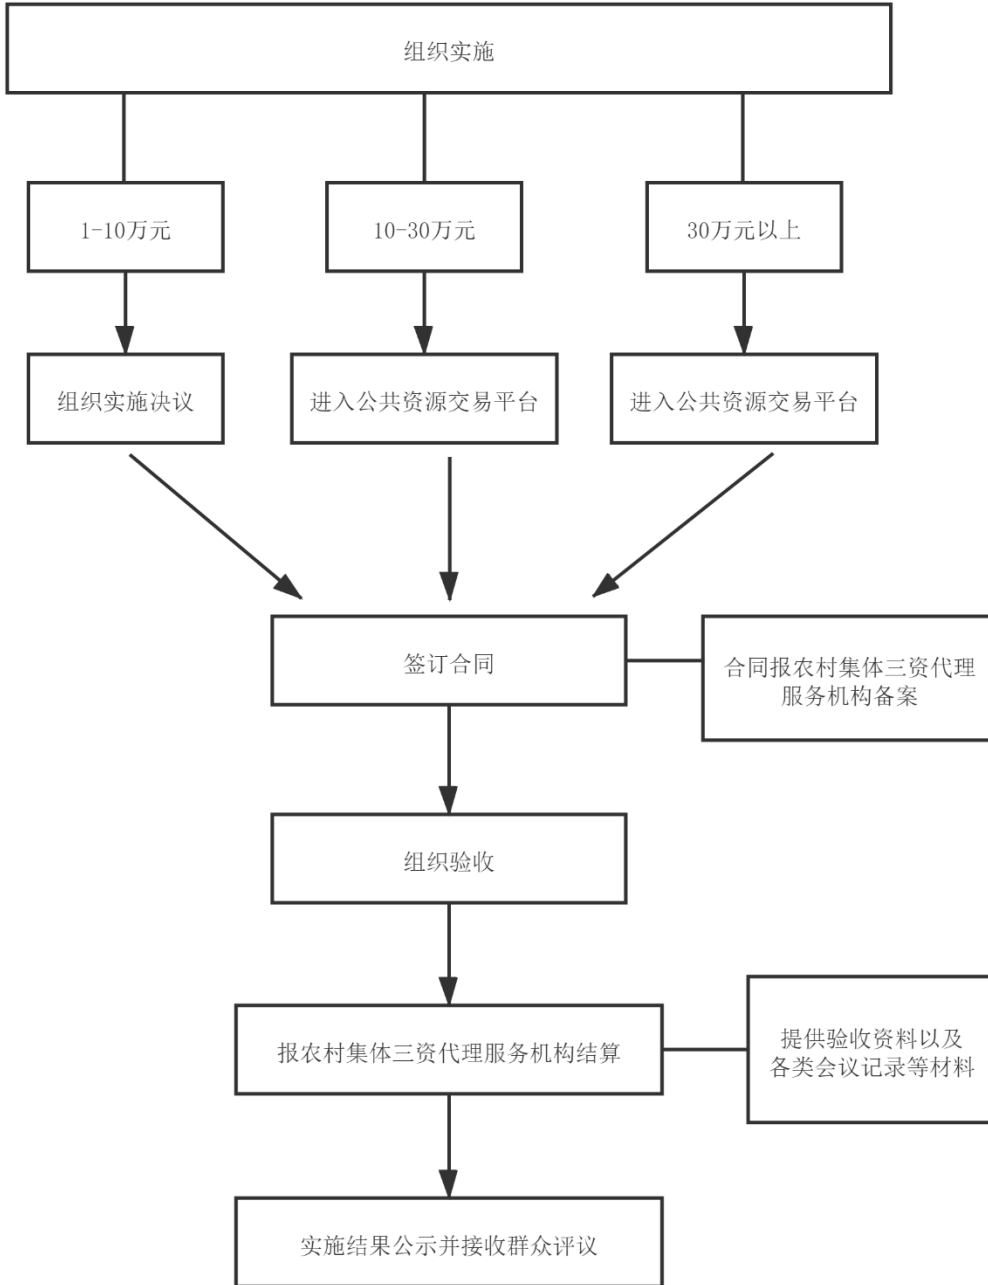 组织实施
1-10万元
10-30万元
30万元以上
组织实施决议
进入公共资源交易平台
进入公共资源交易平台
签订合同
合同报农村集体三资代理
服务机构备案
组织验收
报农村集体三资代理服务机构结算
提供验收资料以及
各类会议记录等材料
实施结果公示并接收群众评议